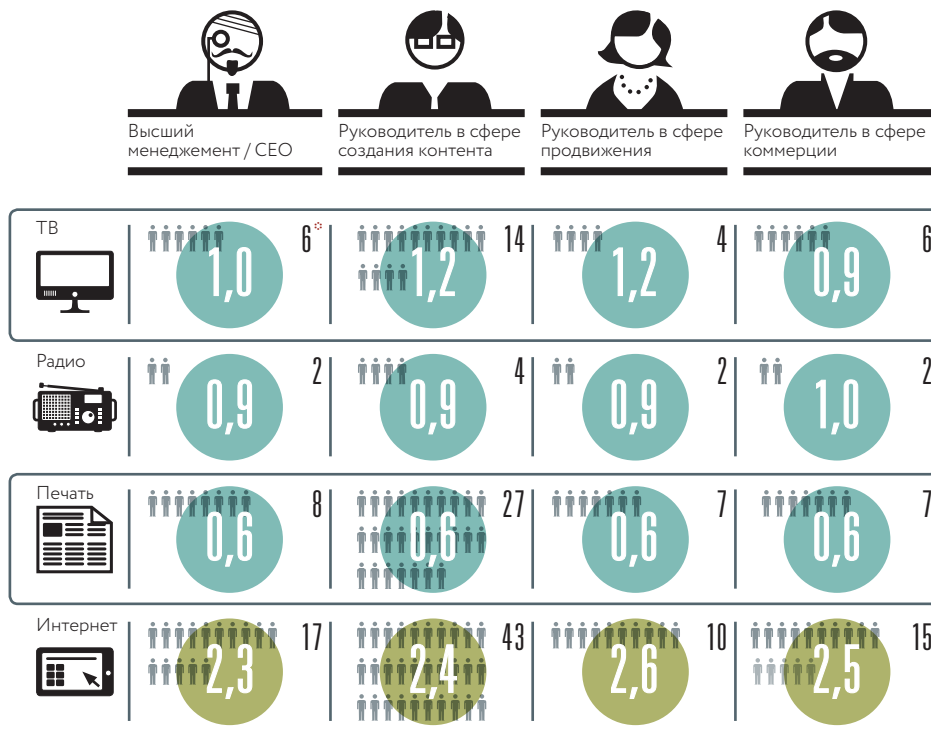 Высший
менеджмент / CEO
Руководитель в сфере
создания контента
Руководитель в сфере
продвижения
Руководитель в сфере
коммерции
ТВ
1,0
6*
1,2
14
1,2
4
0,9
6
Радио
0,9
2
0,9
4
0,9
2
1,0
2
Печать
0,6
8
0,6
27
0,6
7
0,6
7
Интернет
2,3
17
2,4
43
2,6
10
2,5
15